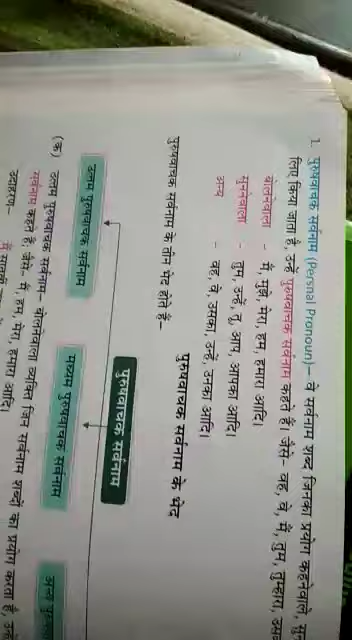 1. पुरुषवाचक सर्वनाम (Personal Pronoun)– वे सर्वनाम शब्द जिनका प्रयोग कहनेवाले,
लिए किया जाता है, उन्हें पुरुषवाचक सर्वनाम कहते हैं। जैसे– वह, वे, मैं, तुम, तुम्हारा,
बोलनेवाला - मैं, मुझे, मेरा, हम, हमारा आदि।
सुननेवाला - तुम, तुम्हें, तू, आप, आपका आदि।
अन्य - वह, वे, उसका, उन्हें, उनका आदि।
पुरुषवाचक सर्वनाम के भेद
पुरुषवाचक सर्वनाम के तीन भेद होते हैं–
पुरुषवाचक सर्वनाम
उत्तम पुरुषवाचक सर्वनाम
मध्यम पुरुषवाचक सर्वनाम
अन्य
(क) उत्तम पुरुषवाचक सर्वनाम– बोलनेवाला व्यक्ति जिन सर्वनाम शब्दों का प्रयोग करता है, उन्हें
सर्वनाम कहते हैं; जैसे– मैं, हम, मेरा, हमारा आदि।
उदाहरण–